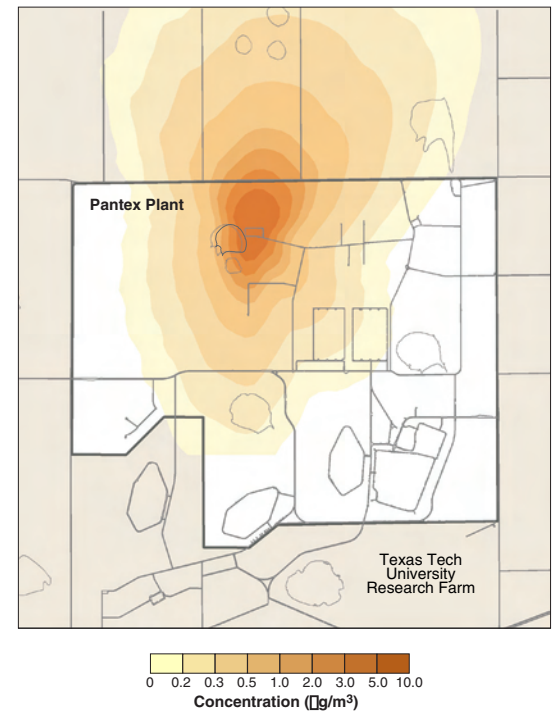 Pantex Plant
Texas Tech
University
Research Farm
0 0.2 0.3 0.5 1.0 2.0 3.0 5.0 10.0
Concentration (▯g/m³)